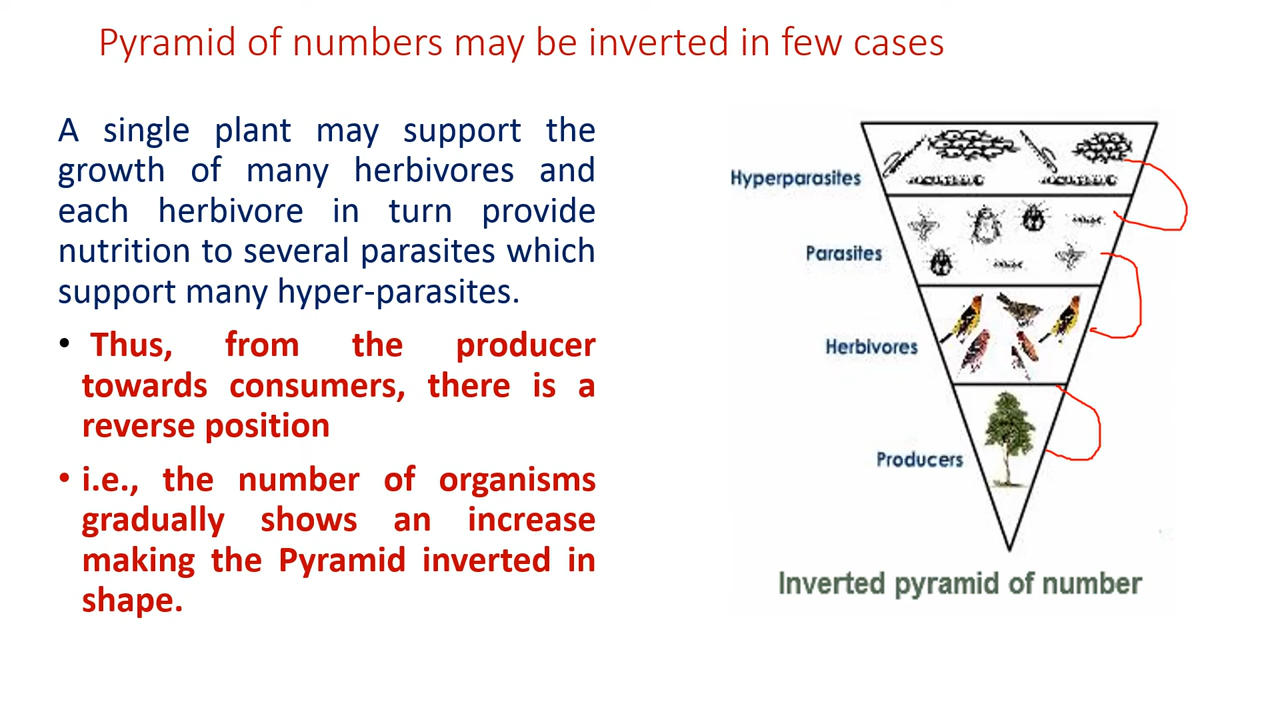 Pyramid of numbers may be inverted in few cases
A single plant may support the
growth of many herbivores and
each herbivore in turn provide
nutrition to several parasites which
support many hyper-parasites.
• Thus, from the producer
towards consumers, there is a
reverse position
• i.e., the number of organisms
gradually shows an increase
making the Pyramid inverted in
shape.
Hyperparasites
Parasites
Herbivores
Producers
Inverted pyramid of number